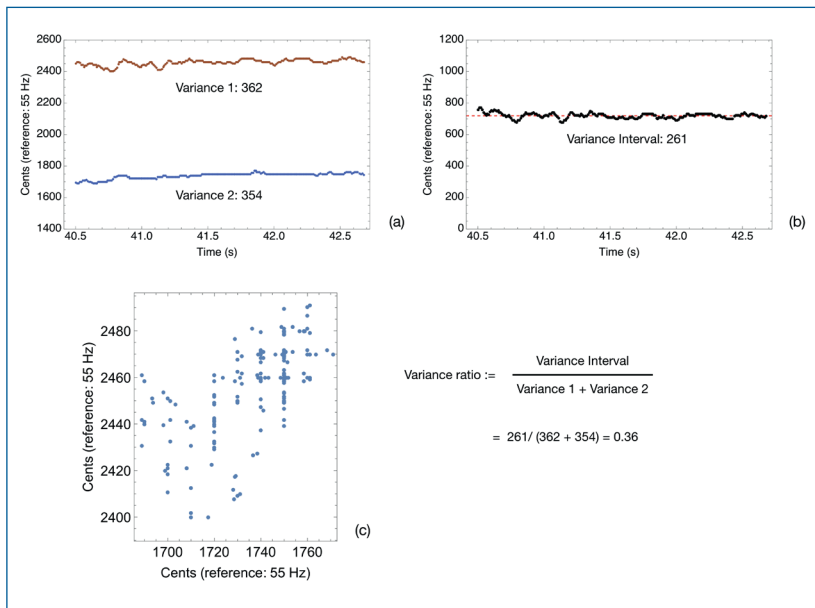 2600
2400
2200
2000
1800
1600
1400
Cents (reference: 55 Hz)
Variance 1: 362
Variance 2: 354
40.5 41.0 41.5 42.0 42.5
Time (s)
(a)
1200
1000
800
600
400
200
0
Cents (reference: 55 Hz)
Variance Interval: 261
40.5 41.0 41.5 42.0 42.5
Time (s)
(b)
2480
2460
2440
2420
2400
Cents (reference: 55 Hz)
1700 1720 1740 1760
Cents (reference: 55 Hz)
(c)
Variance ratio :=
Variance Interval
Variance 1 + Variance 2
= 261/ (362 + 354) = 0.36